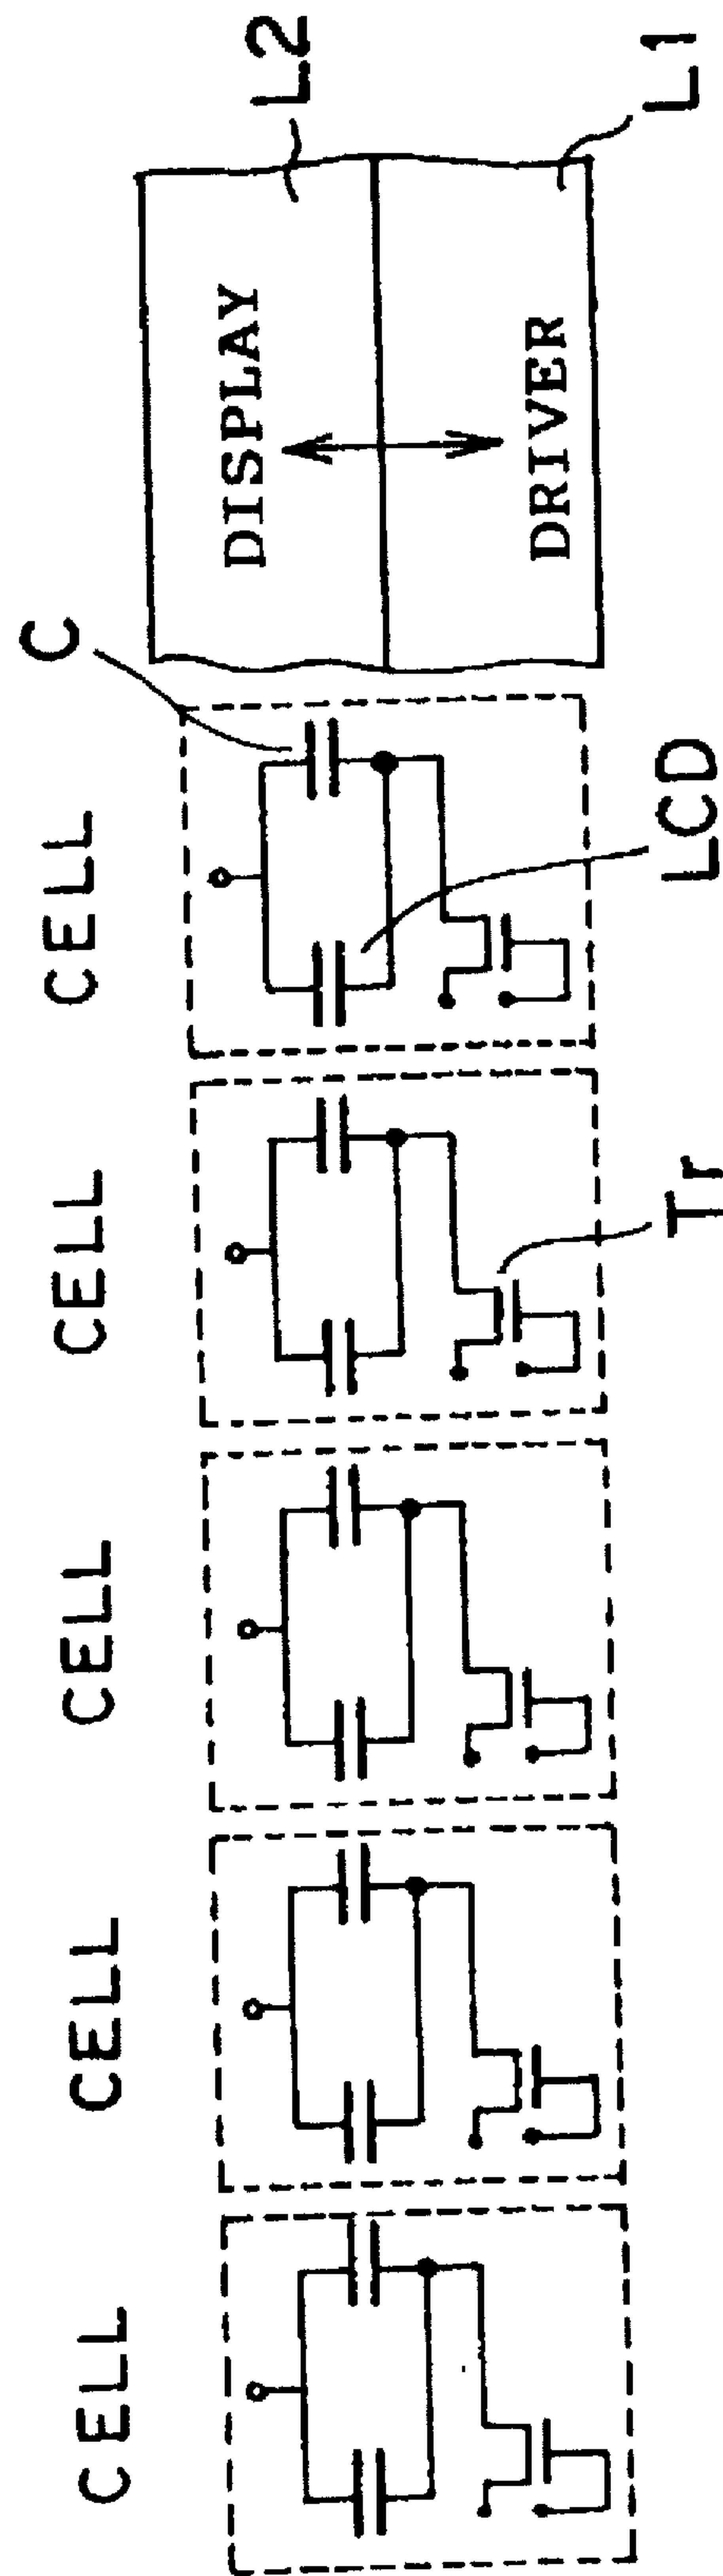 CELL CELL CELL CELL CELL
C
L2
DISPLAY
DRIVER
Tr
LCD
L1